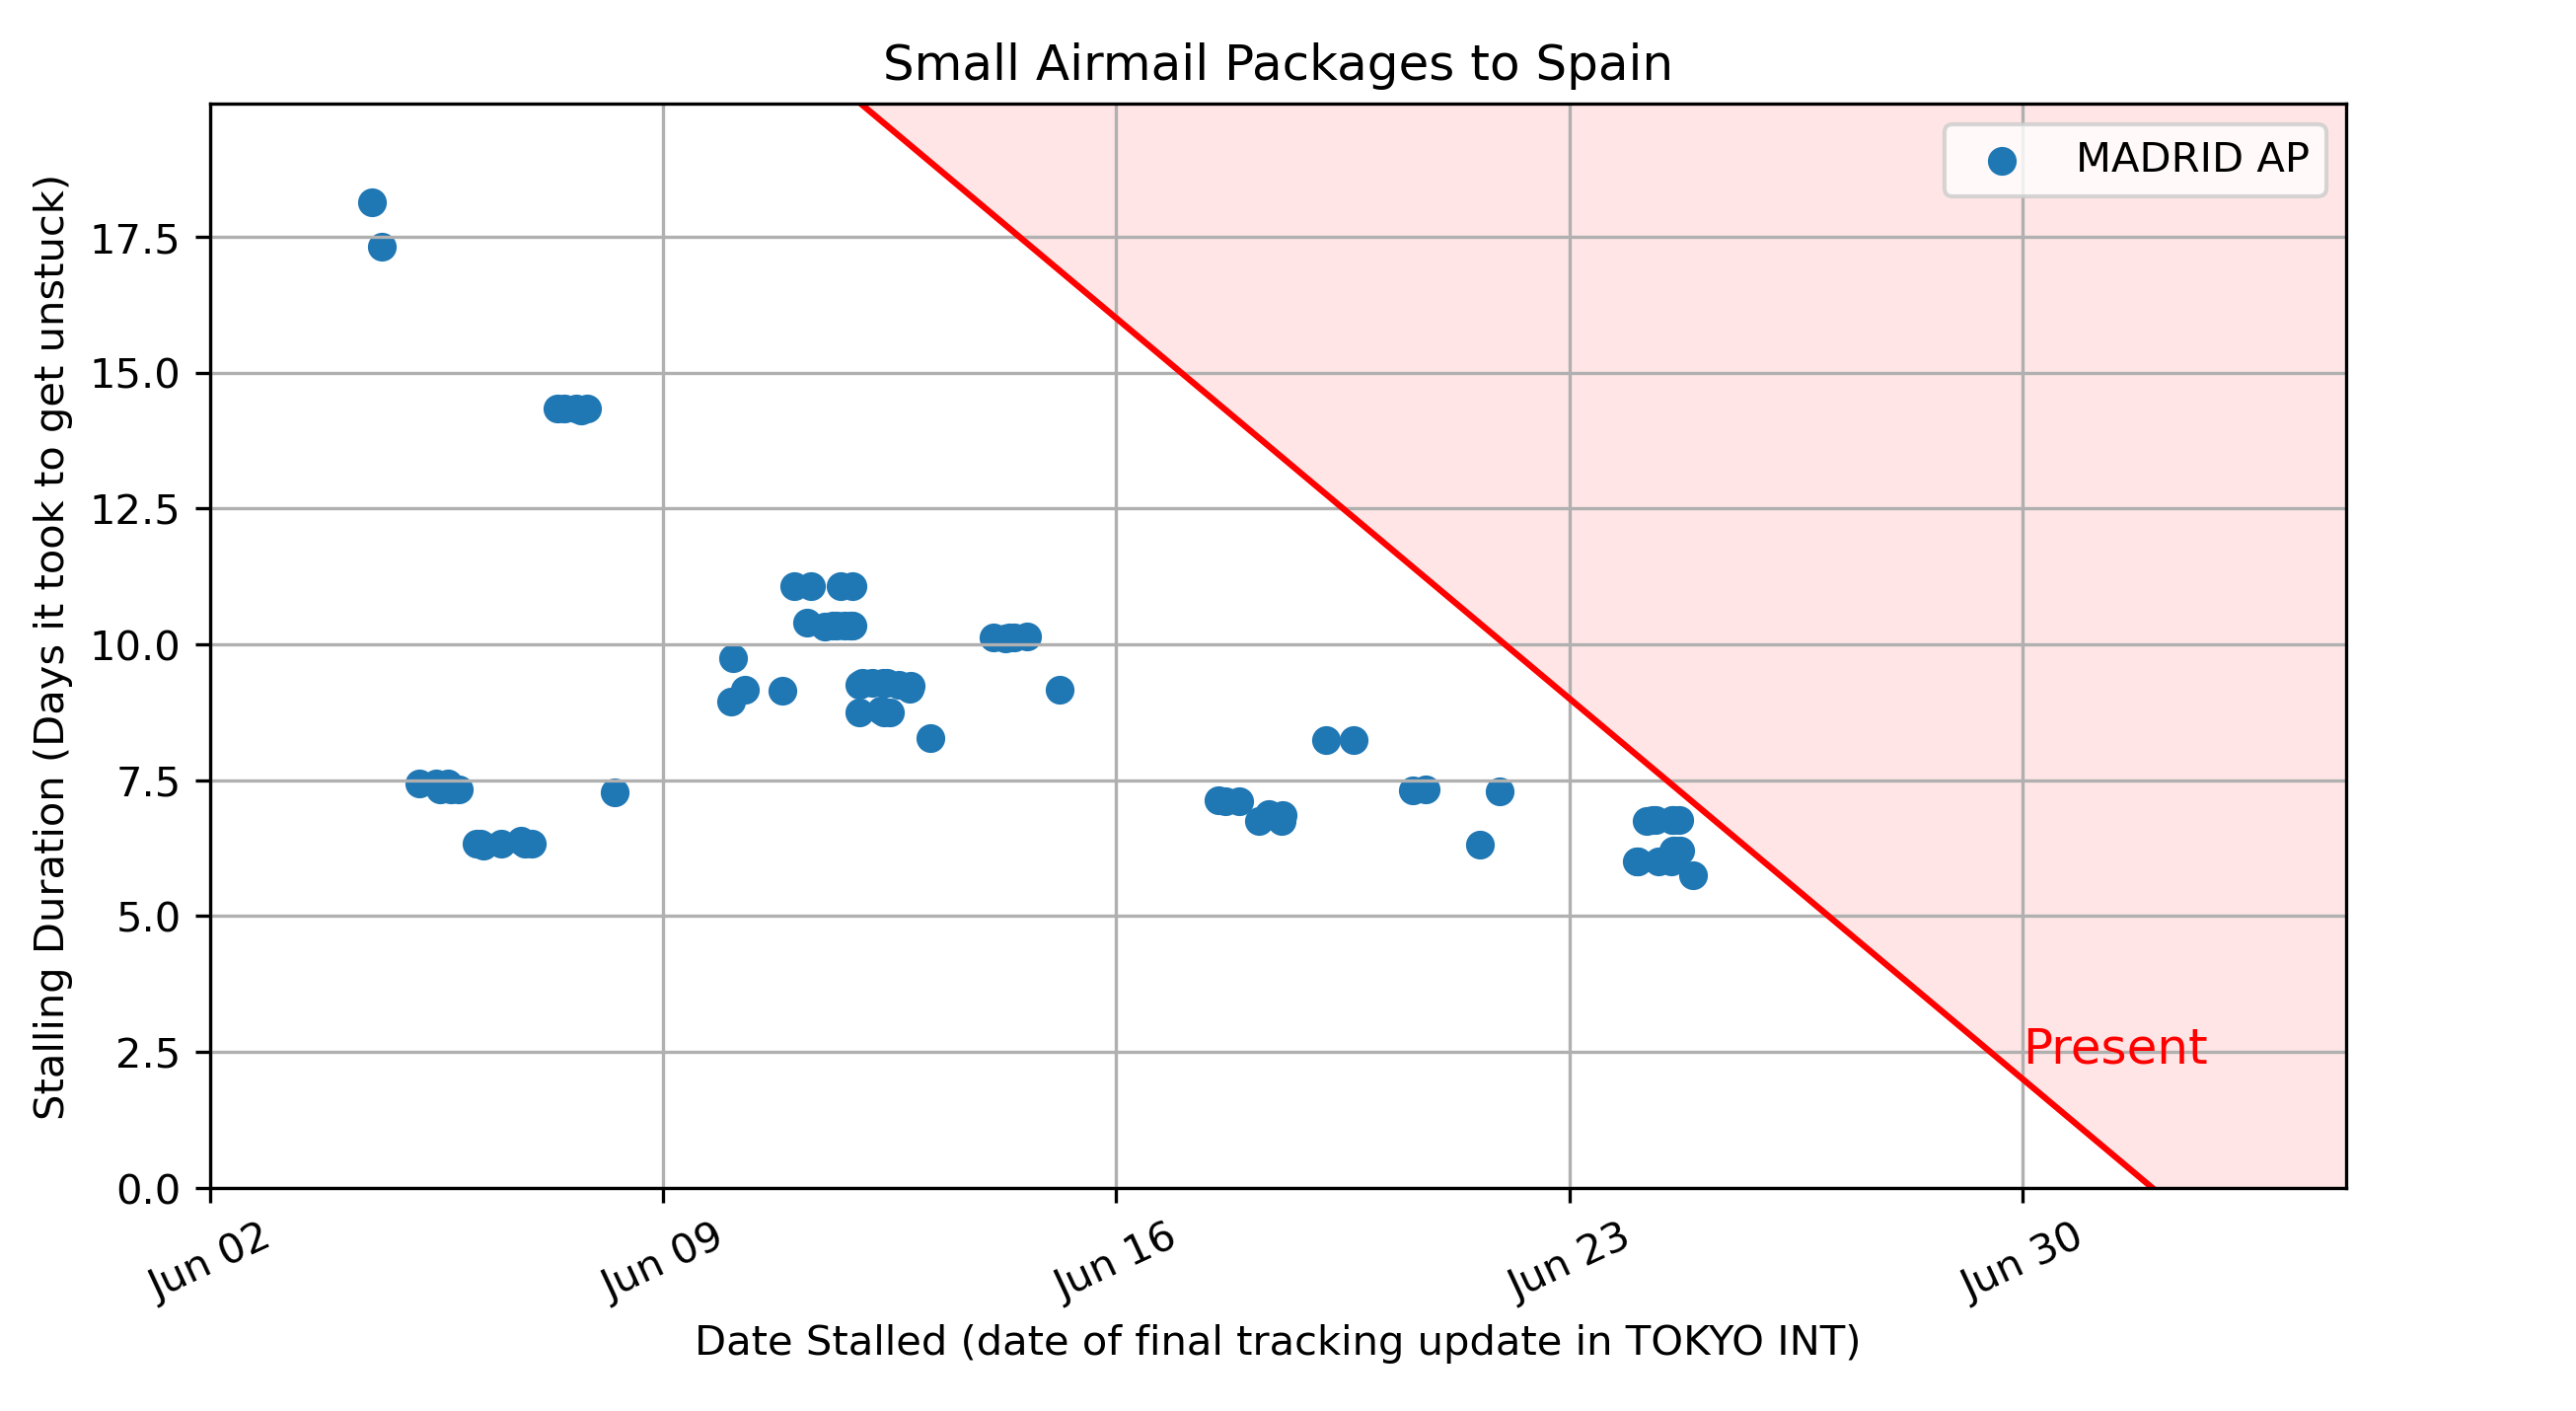 Small Airmail Packages to Spain
MADRID AP
Stalling Duration (Days it took to get unstuck)
17.5
15.0
12.5
10.0
7.5
5.0
2.5
0.0
Present
Jun 02
Jun 09
Jun 16
Jun 23
Jun 30
Date Stalled (date of final tracking update in TOKYO INT)